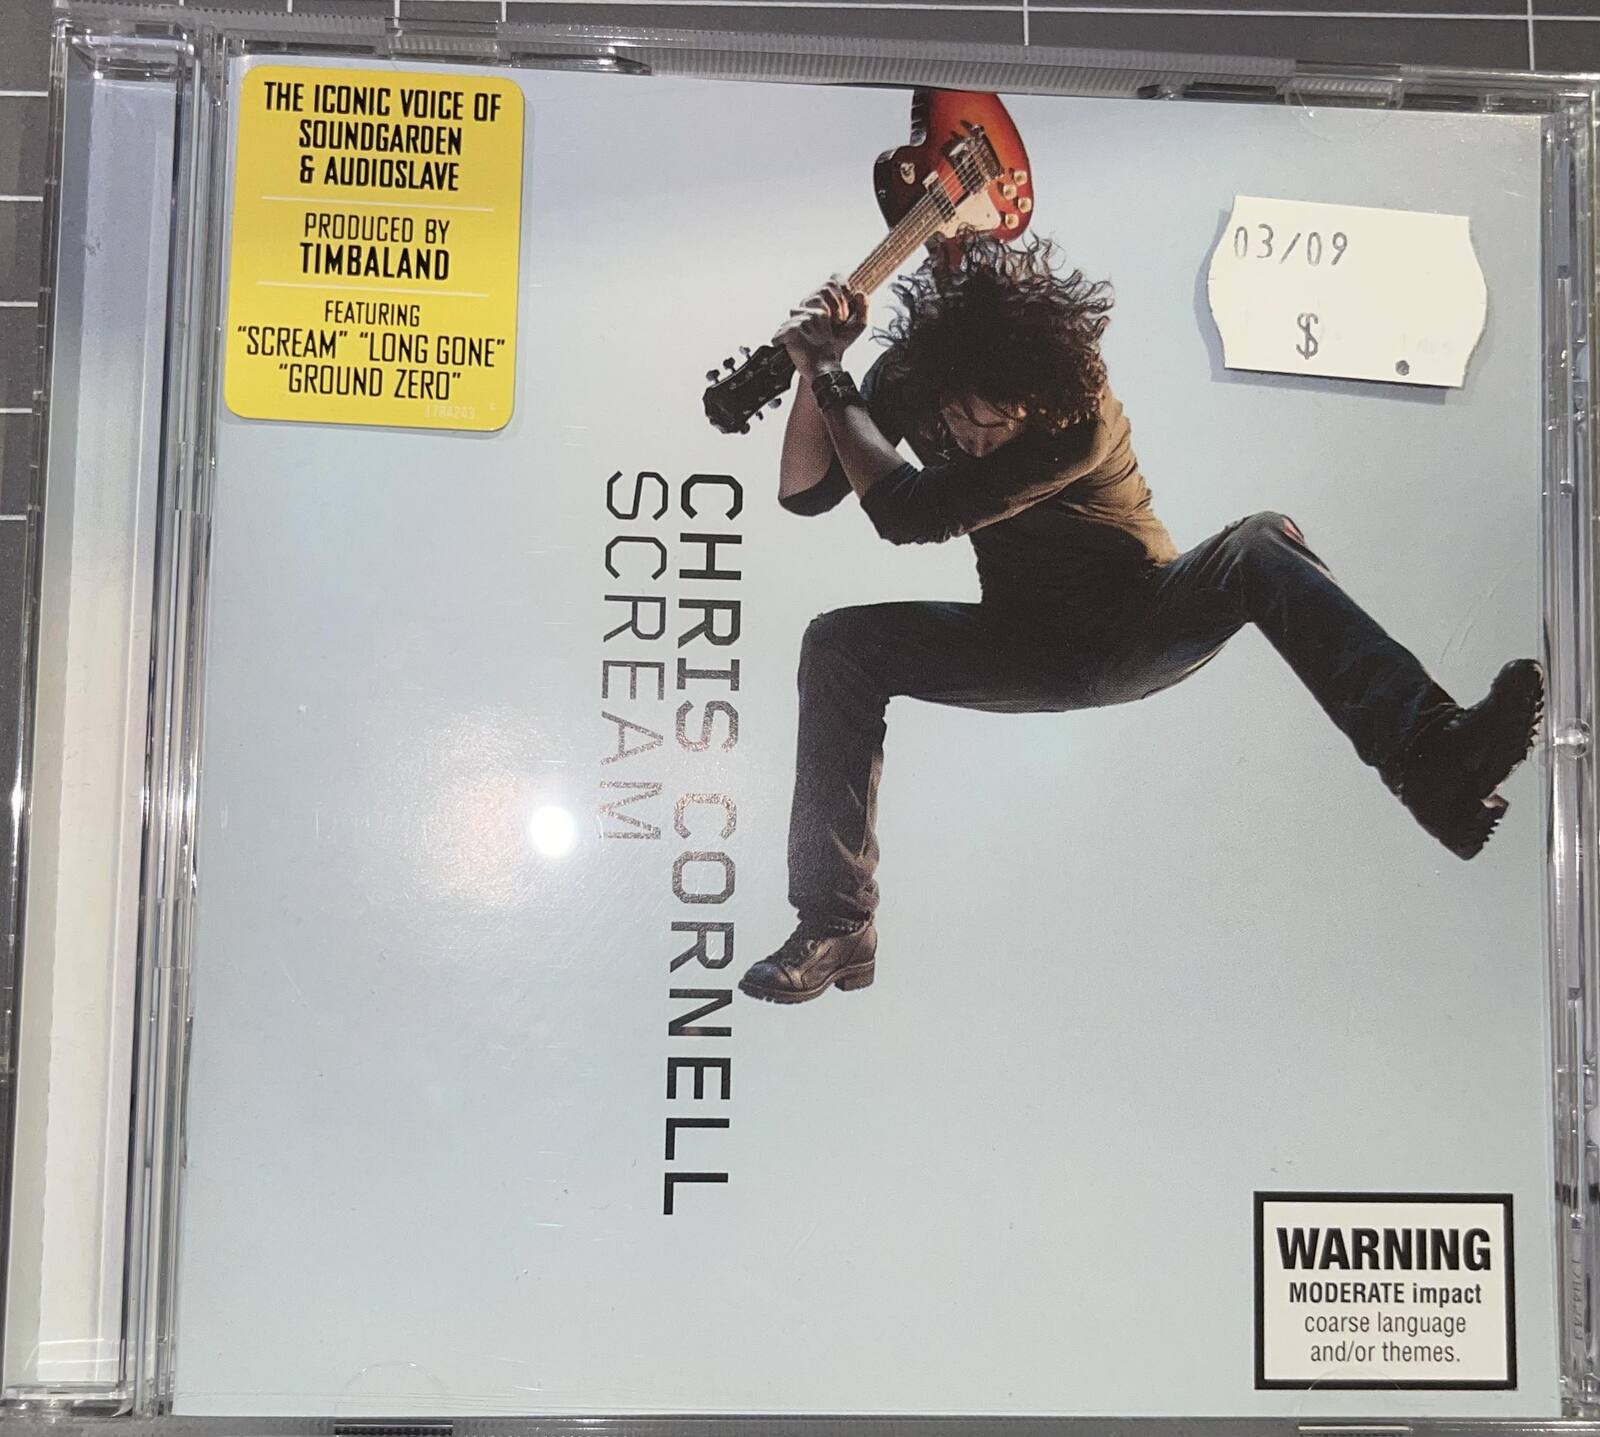 THE ICONIC VOICE OF
SOUNDGARDEN
& AUDIOSLAVE
PRODUCED BY
TIMBALAND
FEATURING
"SCREAM" "LONG GONE"
"GROUND ZERO"
03/09
$ .
CHRIS CORNELL
SCREAM
WARNING
MODERATE impact
coarse language
and/or themes.